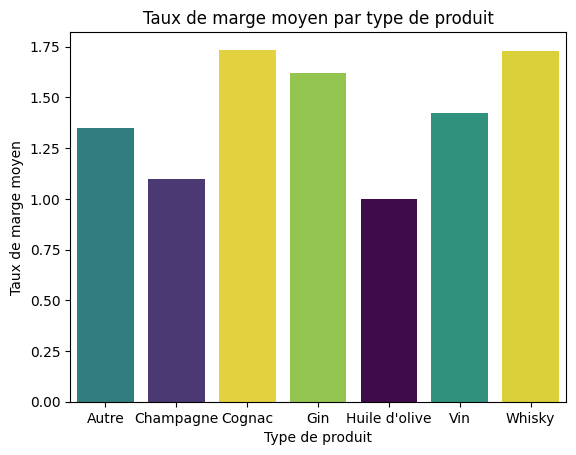 Taux de marge moyen par type de produit
Taux de marge moyen
1.75
1.50
1.25
1.00
0.75
0.50
0.25
0.00
Autre Champagne Cognac Gin Huile d'olive Vin Whisky
Type de produit